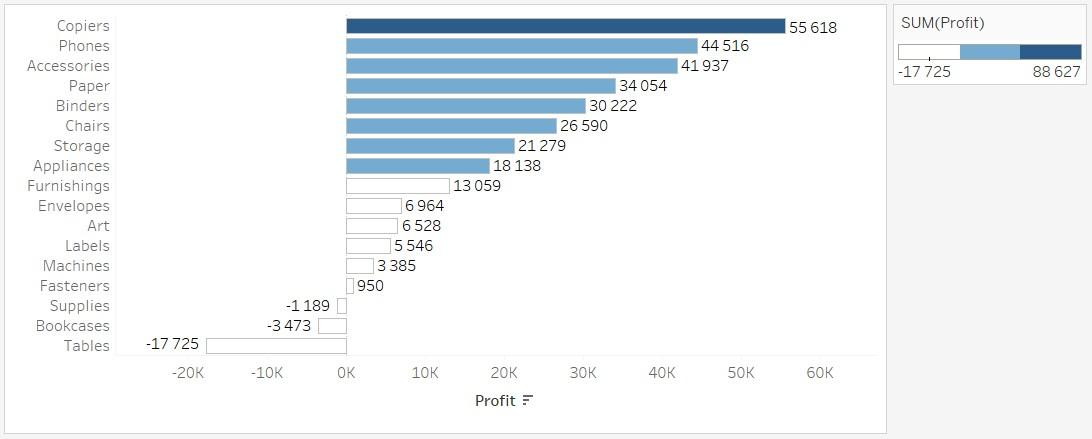 Copiers 55 618
Phones 44 516
Accessories 41 937
Paper 34 054
Binders 30 222
Chairs 26 590
Storage 21 279
Appliances 18 138
Furnishings 13 059
Envelopes 6 964
Art 6 528
Labels 5 546
Machines 3 385
Fasteners 950
Supplies -1 189
Bookcases -3 473
Tables -17 725
-20K -10K 0K 10K 20K 30K 40K 50K 60K
Profit
SUM(Profit)
-17 725 88 627